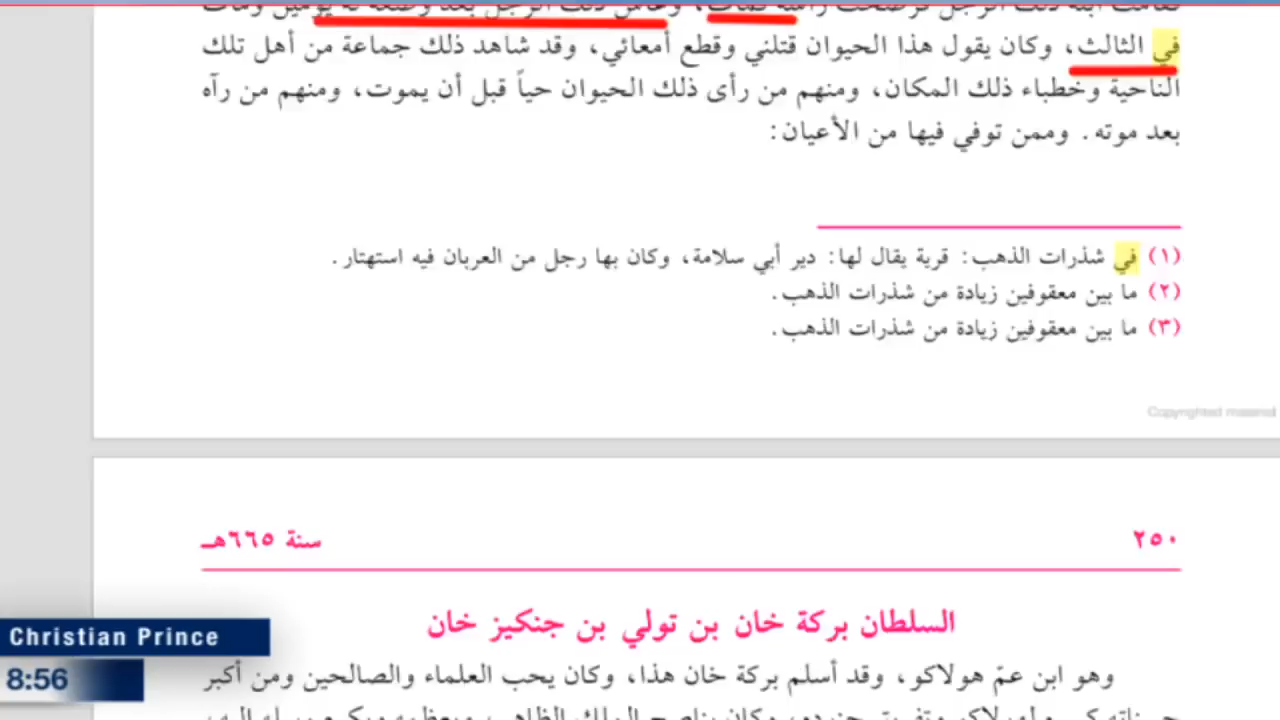 في الثالث، وكان يقول هذا الحيوان قتلني وقطع أمعائي، وقد شاهد ذلك جماعة من أهل تلك
الناحية وخطباء ذلك المكان، ومنهم من رأى ذلك الحيوان حياً قبل أن يموت، ومنهم من رآه
بعد موته. وممن توفي فيها من الأعيان:
(١) في شذرات الذهب: قرية يقال لها: دير أبي سلامة، وكان بها رجل من العربان فيه استهتار.
(٢) ما بين معقوفين زيادة من شذرات الذهب.
(٣) ما بين معقوفين زيادة من شذرات الذهب.
Copyrighted material
٢٥٠ سنة ٦٦٥هـ
السلطان بركة خان بن تولي بن جنكيز خان
وهو ابن عمّ هولاكو، وقد أسلم بركة خان هذا، وكان يحب العلماء والصالحين ومن أكبر
Christian Prince
8:56